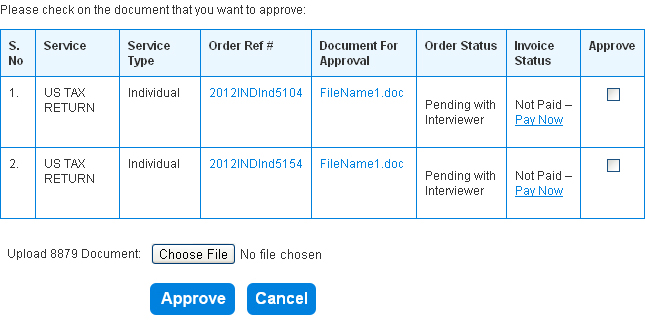 Please check on the document that you want to approve:
S. No Service Service Type Order Ref # Document For Approval Order Status Invoice Status Approve
1. US TAX RETURN Individual 2012INDInd5104 FileName1.doc Pending with Interviewer Not Paid – Pay Now
2. US TAX RETURN Individual 2012INDInd5154 FileName1.doc Pending with Interviewer Not Paid – Pay Now
Upload 8879 Document: Choose File No file chosen
Approve Cancel